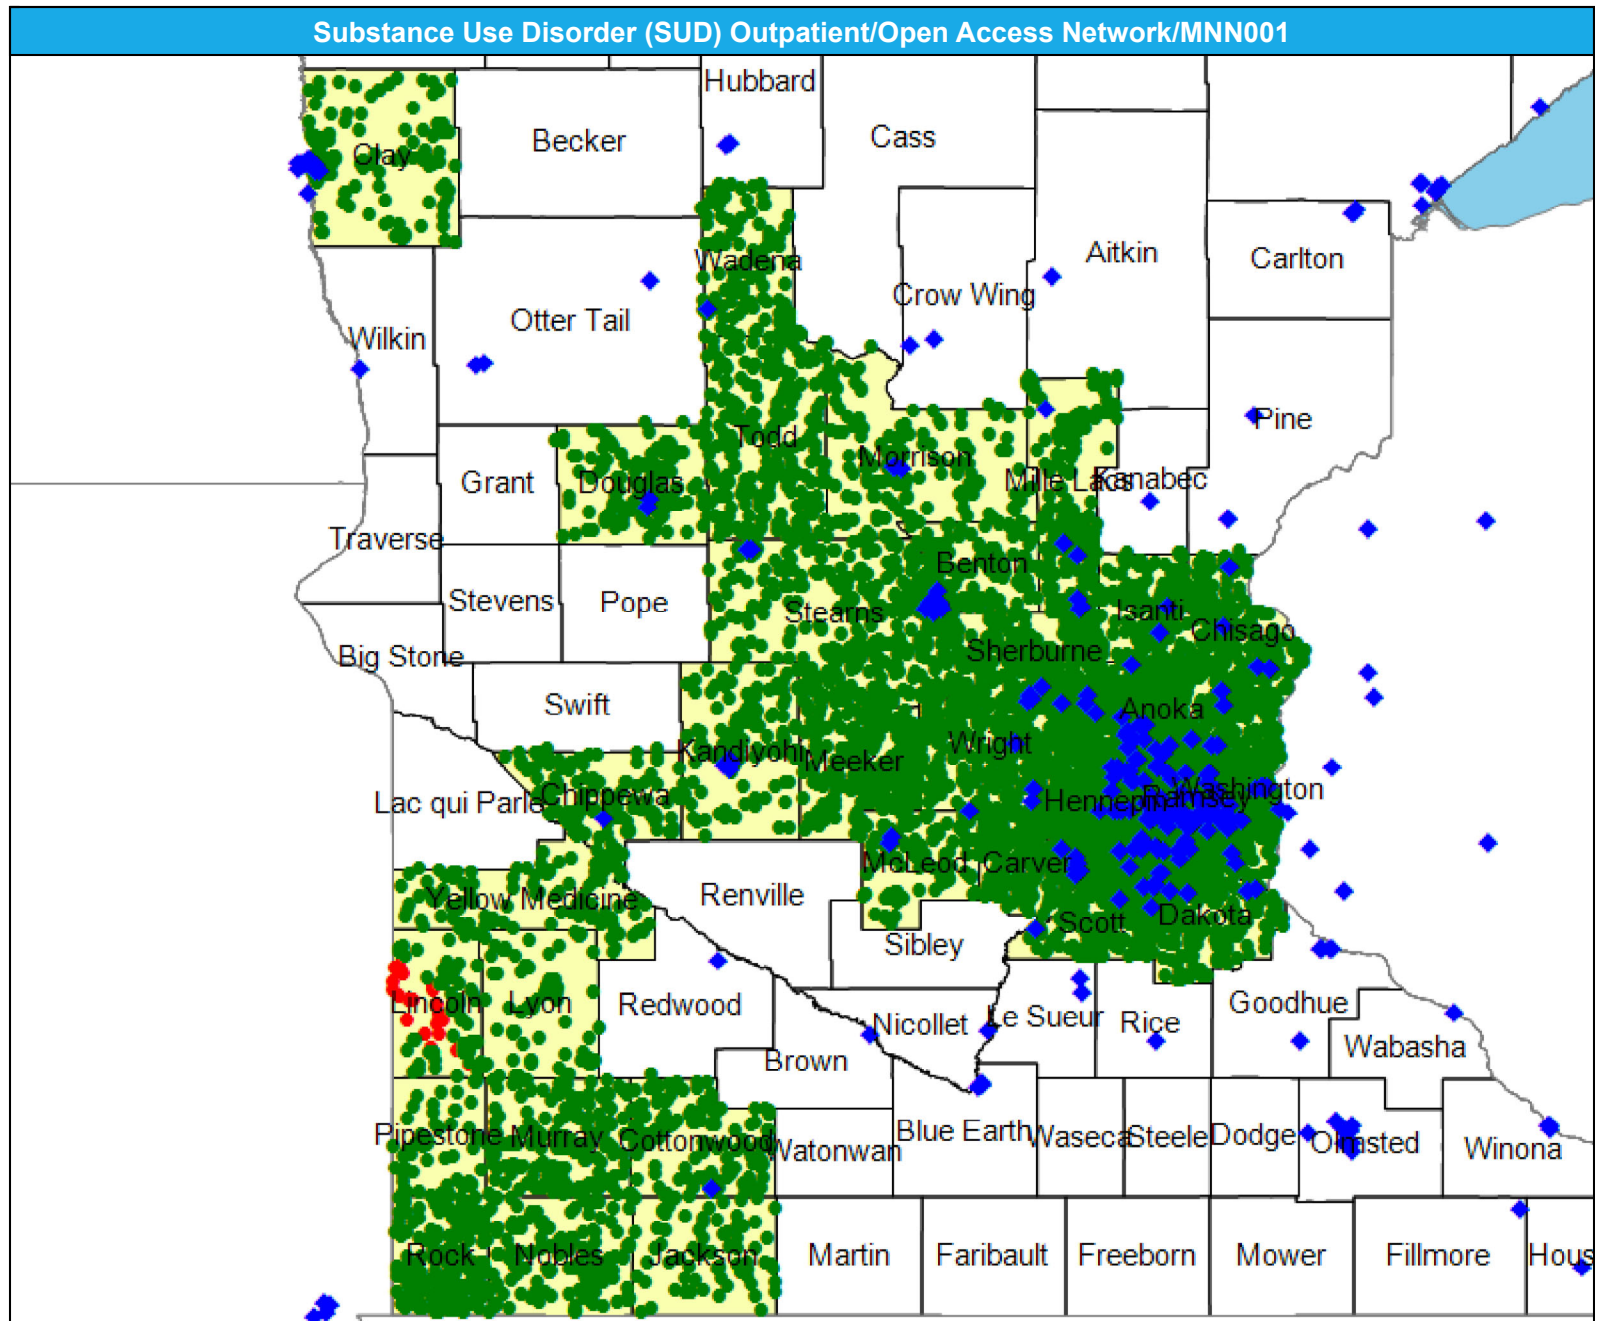 Substance Use Disorder (SUD) Outpatient/Open Access Network/MNN001
Hubbard
Cass
Becker
Clay
Aitkin
Carlton
Wadena
Crow Wing
Otter Tail
Wilkin
Pine
Todd
Morrison
Grant
Douglas
Mille Lacs
Kanabec
Traverse
Benton
Stevens
Pope
Stearns
Isanti
Chisago
Sherburne
Big Stone
Swift
Anoka
Wright
Kandiyohi
Meeker
Lac qui Parle
Chippewa
Hennepin
Ramsey
Washington
McLeod
Carver
Yellow Medicine
Renville
Scott
Dakota
Sibley
Lincoln
Lyon
Redwood
Nicollet
Le Sueur
Rice
Goodhue
Brown
Wabasha
Pipestone
Murray
Cottonwood
Watonwan
Blue Earth
Waseca
Steele
Dodge
Olmsted
Winona
Rock
Nobles
Jackson
Martin
Faribault
Freeborn
Mower
Fillmore
Hous